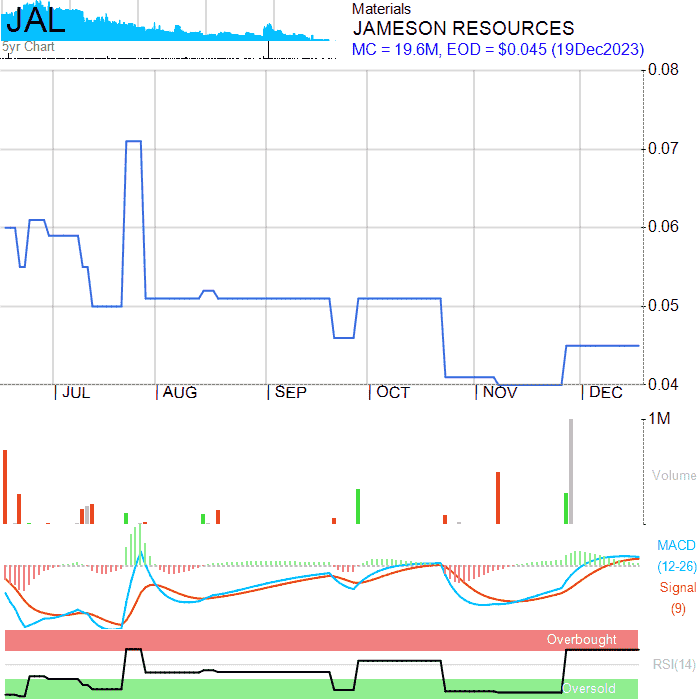 JAL
5yr Chart
Materials
JAMESON RESOURCES
MC = 19.6M, EOD = $0.045 (19Dec2023)
0.08
0.07
0.06
0.05
0.04
JUL AUG SEP OCT NOV DEC
1M
Volume
MACD
(12-26)
Signal
(9)
Overbought
RSI(14)
Oversold